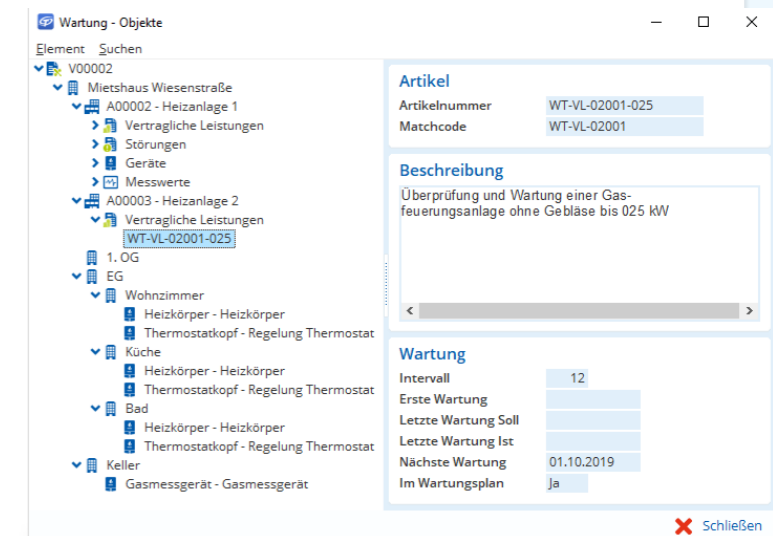 Wartung - Objekte
Element Suchen
V00002
Mietshaus Wiesenstraße
A00002 - Heizanlage 1
Vertragliche Leistungen
Störungen
Geräte
Messwerte
A00003 - Heizanlage 2
Vertragliche Leistungen
WT-VL-02001-025
1. OG
EG
Wohnzimmer
Heizkörper - Heizkörper
Thermostatkopf - Regelung Thermostat
Küche
Heizkörper - Heizkörper
Thermostatkopf - Regelung Thermostat
Bad
Heizkörper - Heizkörper
Thermostatkopf - Regelung Thermostat
Keller
Gasmessgerät - Gasmessgerät
Artikel
Artikelnummer WT-VL-02001-025
Matchcode WT-VL-02001
Beschreibung
Überprüfung und Wartung einer Gas-
feuerungsanlage ohne Gebläse bis 025 kW
Wartung
Intervall 12
Erste Wartung
Letzte Wartung Soll
Letzte Wartung Ist
Nächste Wartung 01.10.2019
Im Wartungsplan Ja
Schließen